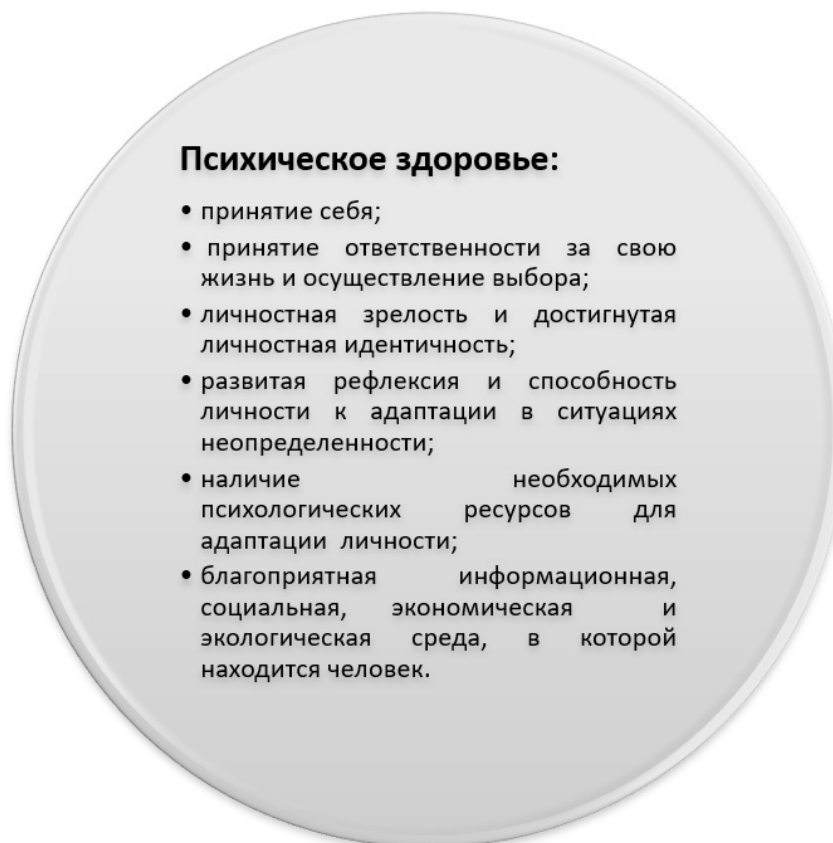 Психическое здоровье:
• принятие себя;
• принятие ответственности за свою
жизнь и осуществление выбора;
• личностная зрелость и достигнутая
личностная идентичность;
• развитая рефлексия и способность
личности к адаптации в ситуациях
неопределенности;
• наличие необходимых
психологических ресурсов для
адаптации личности;
• благоприятная информационная,
социальная, экономическая и
экологическая среда, в которой
находится человек.